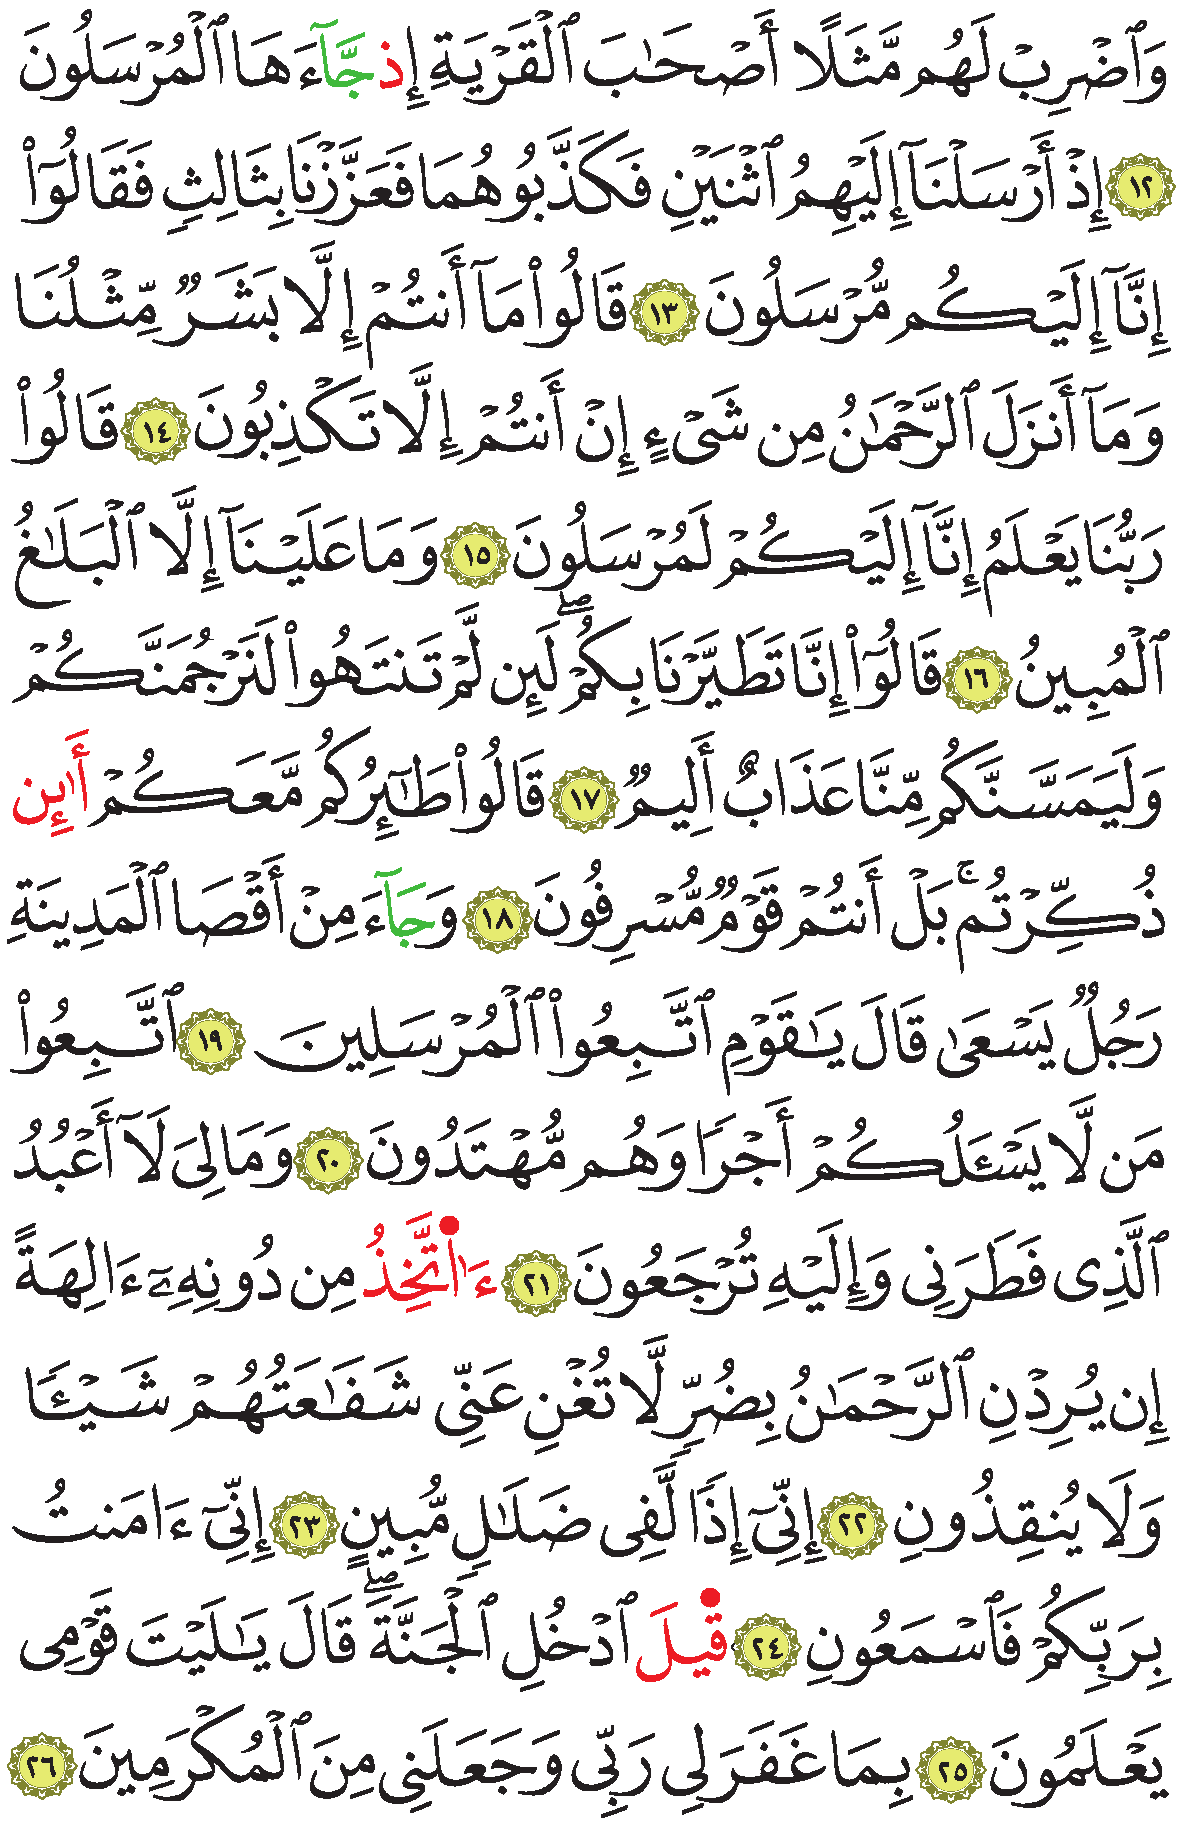 وَٱضۡرِبۡ لَهُم مَّثَلًا أَصۡحَٰبَ ٱلۡقَرۡيَةِ إِذ جَّآءَهَا ٱلۡمُرۡسَلُونَ
١٢ إِذۡ أَرۡسَلۡنَآ إِلَيۡهِمُ ٱثۡنَيۡنِ فَكَذَّبُوهُمَا فَعَزَّزۡنَا بِثَالِثٖ فَقَالُوٓاْ
إِنَّآ إِلَيۡكُم مُّرۡسَلُونَ ١٣ قَالُواْ مَآ أَنتُمۡ إِلَّا بَشَرٞ مِّثۡلُنَا
وَمَآ أَنزَلَ ٱلرَّحۡمَٰنُ مِن شَيۡءٍ إِنۡ أَنتُمۡ إِلَّا تَكۡذِبُونَ ١٤ قَالُواْ
رَبُّنَا يَعۡلَمُ إِنَّآ إِلَيۡكُمۡ لَمُرۡسَلُونَ ١٥ وَمَا عَلَيۡنَآ إِلَّا ٱلۡبَلَٰغُ
ٱلۡمُبِينُ ١٦ قَالُوٓاْ إِنَّا تَطَيَّرۡنَا بِكُمۡۖ لَئِن لَّمۡ تَنتَهُواْ لَنَرۡجُمَنَّكُمۡ
وَلَيَمَسَّنَّكُم مِّنَّا عَذَابٌ أَلِيمٞ ١٧ قَالُواْ طَٰٓئِرُكُم مَّعَكُمۡ أَاْئِن
ذُكِّرۡتُمۚ بَلۡ أَنتُمۡ قَوۡمٞ مُّسۡرِفُونَ ١٨ وَجَآءَ مِنۡ أَقۡصَا ٱلۡمَدِينَةِ
رَجُلٞ يَسۡعَىٰ قَالَ يَٰقَوۡمِ ٱتَّبِعُواْ ٱلۡمُرۡسَلِينَ ١٩ ٱتَّبِعُواْ
مَن لَّا يَسۡـَٔلُكُمۡ أَجۡرٗا وَهُم مُّهۡتَدُونَ ٢٠ وَمَالِيَ لَآ أَعۡبُدُ
ٱلَّذِي فَطَرَنِي وَإِلَيۡهِ تُرۡجَعُونَ ٢١ ءَاتَّخِذُ مِن دُونِهِۦٓ ءَالِهَةً
إِن يُرِدۡنِ ٱلرَّحۡمَٰنُ بِضُرّٖ لَّا تُغۡنِ عَنِّي شَفَٰعَتُهُمۡ شَيۡـٔٗا
وَلَا يُنقِذُونِ ٢٢ إِنِّيٓ إِذٗا لَّفِي ضَلَٰلٖ مُّبِينٍ ٢٣ إِنِّيٓ ءَامَنتُ
بِرَبِّكُمۡ فَٱسۡمَعُونِ ٢٤ قِيلَ ٱدۡخُلِ ٱلۡجَنَّةَۖ قَالَ يَٰلَيۡتَ قَوۡمِي
يَعۡلَمُونَ ٢٥ بِمَا غَفَرَ لِي رَبِّي وَجَعَلَنِي مِنَ ٱلۡمُكۡرَمِينَ ٢٦